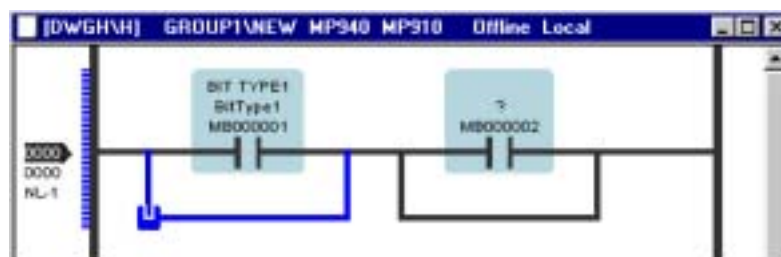 [DWGH\H] GROUP1\NEW MP940 MP910 Offline Local
BIT TYPE1
BitType1
MB000001
?
MB000002
0000
0000
NL-1